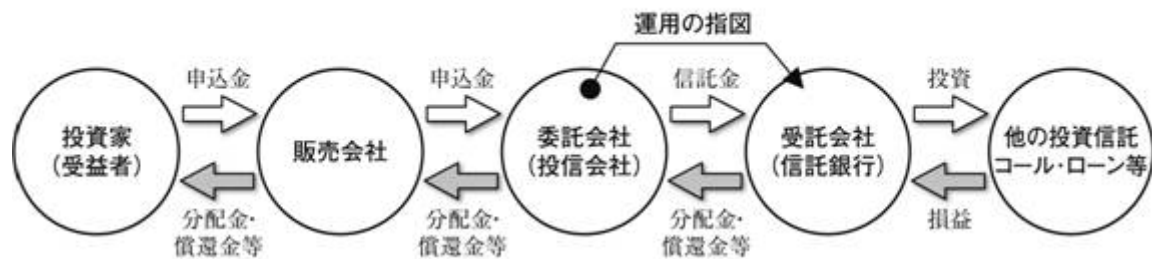 運用の指図
申込金
申込金
信託金
投資
投資家
(受益者)
販売会社
委託会社
(投信会社)
受託会社
(信託銀行)
他の投資信託
コール・ローン等
分配金・
償還金等
分配金・
償還金等
分配金・
償還金等
損益